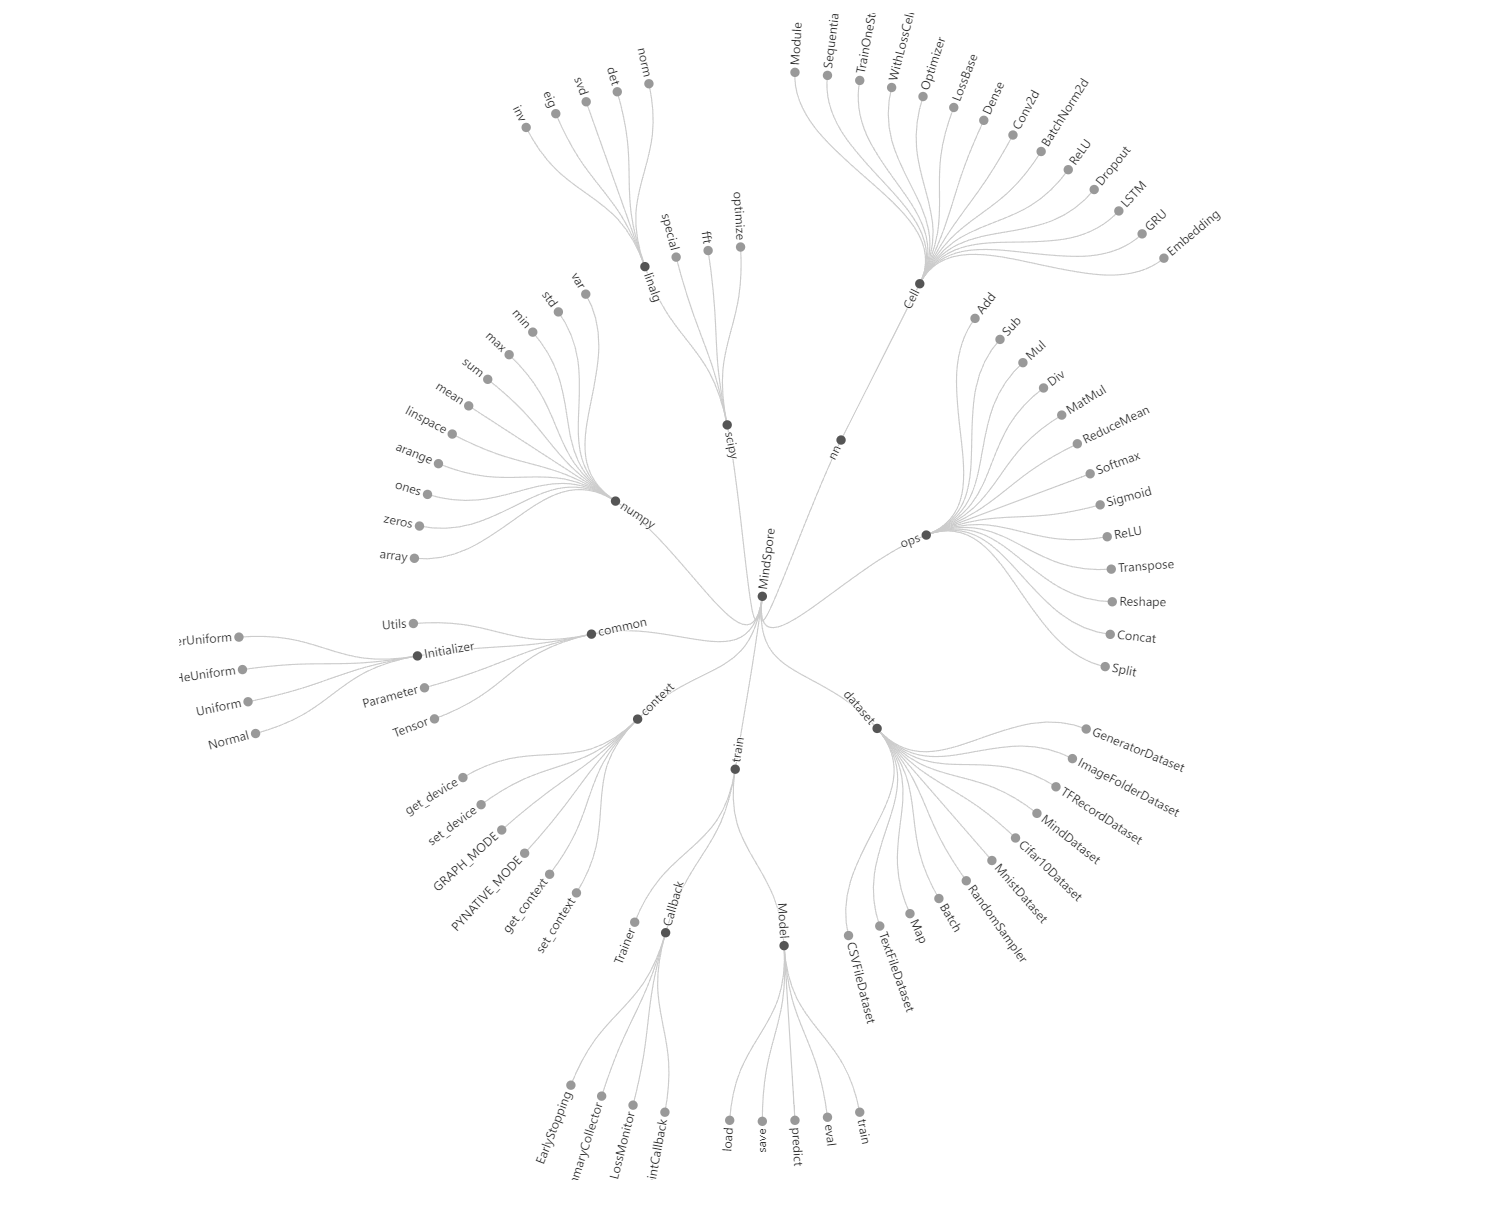 MindSpore
nn
Cell
Module
Sequentia
TrainOneSt
WithLossCell
Optimizer
LossBase
Dense
Conv2d
BatchNorm2d
ReLU
Dropout
LSTM
GRU
Embedding
ops
Add
Sub
Mul
Div
MatMul
ReduceMean
Softmax
Sigmoid
ReLU
Transpose
Reshape
Concat
Split
dataset
GeneratorDataset
ImageFolderDataset
TFRecordDataset
MindDataset
Cifar10Dataset
MnistDataset
RandomSampler
Batch
Map
TextFileDataset
CSVFileDataset
train
Model
train
eval
predict
save
load
Callback
intCallback
LossMonitor
maryCollector
EarlyStopping
Trainer
context
set_context
get_context
PYNATIVE_MODE
GRAPH_MODE
set_device
get_device
common
Tensor
Parameter
Initializer
Normal
Uniform
HeUniform
erUniform
Utils
numpy
array
zeros
ones
arange
linspace
mean
sum
max
min
std
var
scipy
linalg
inv
eig
svd
det
norm
special
fft
optimize